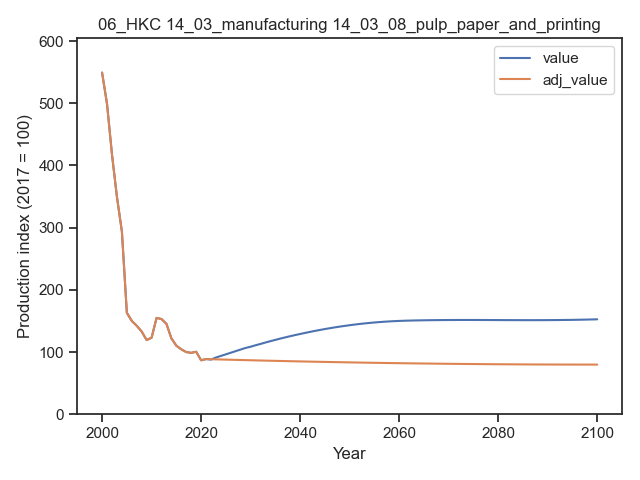 06_HKC 14_03_manufacturing 14_03_08_pulp_paper_and_printing
value
adj_value
Production index (2017 = 100)
600
500
400
300
200
100
0
2000 2020 2040 2060 2080 2100
Year